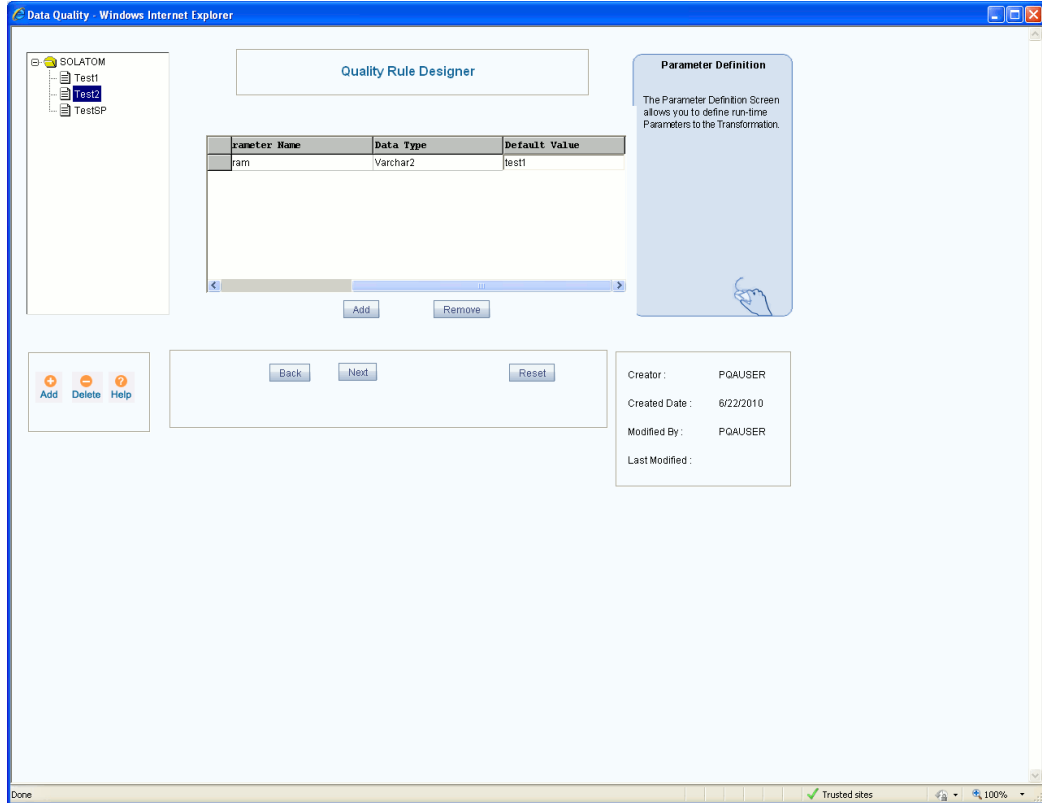 Data Quality - Windows Internet Explorer
SOLATOM
Test1
Test2
TestSP
Quality Rule Designer
rameter Name Data Type Default Value
ram Varchar2 test1
Add Remove
Parameter Definition
The Parameter Definition Screen
allows you to define run-time
Parameters to the Transformation.
Add Delete Help
Back Next Reset
Creator : PQAUSER
Created Date : 6/22/2010
Modified By : PQAUSER
Last Modified :
Done Trusted sites 100%